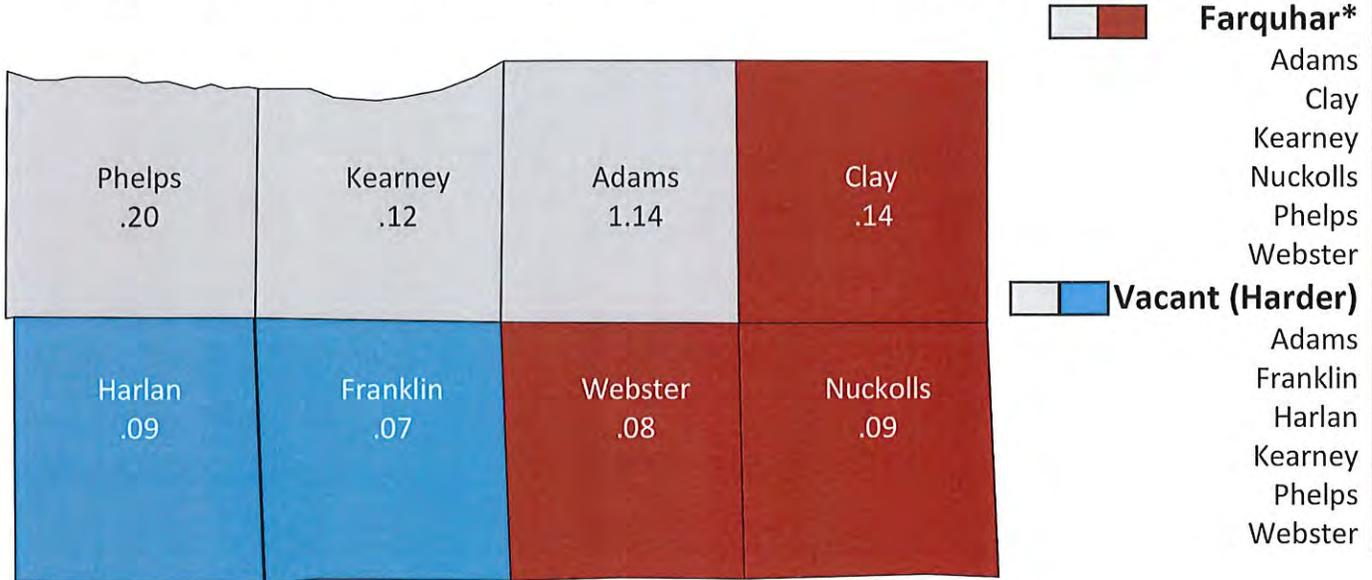 Phelps
.20
Kearney
.12
Adams
1.14
Clay
.14
Harlan
.09
Franklin
.07
Webster
.08
Nuckolls
.09
Farquhar*
Adams
Clay
Kearney
Nuckolls
Phelps
Webster
Vacant (Harder)
Adams
Franklin
Harlan
Kearney
Phelps
Webster